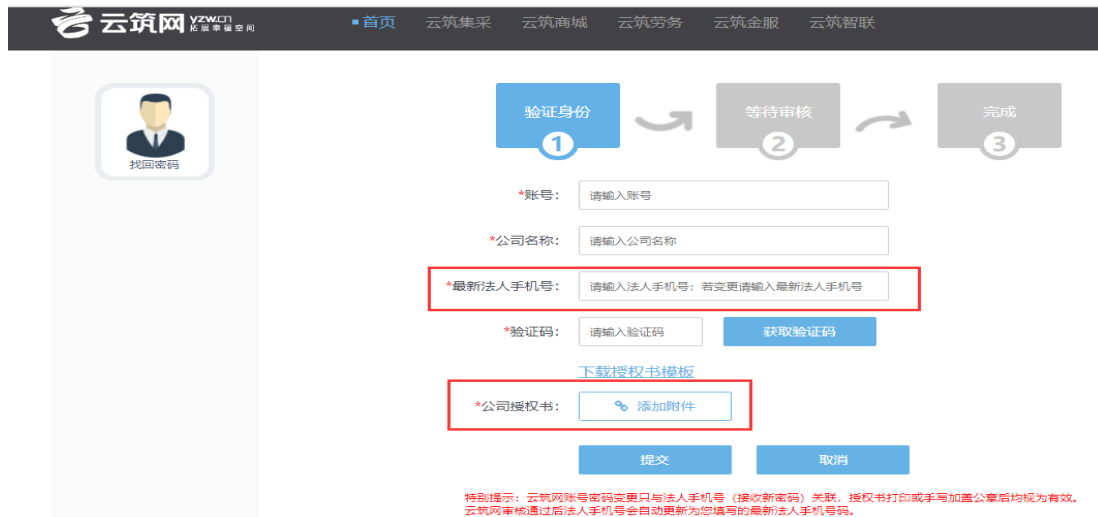 云筑网 yzw.cn 拓展幸福空间
▪首页 云筑集采 云筑商城 云筑劳务 云筑金服 云筑智联
找回密码
验证身份 等待审核 完成
1 2 3
*账号： 请输入账号
*公司名称： 请输入公司名称
*最新法人手机号： 请输入法人手机号；若变更请输入最新法人手机号
*验证码： 请输入验证码 获取验证码
下载授权书模板
*公司授权书： 添加附件
提交 取消
特别提示：云筑网账号密码变更只与法人手机号（接收新密码）关联，授权书打印或手写加盖公章后均视为有效。
云筑网审核通过后法人手机号会自动更新为您填写的最新法人手机号码。